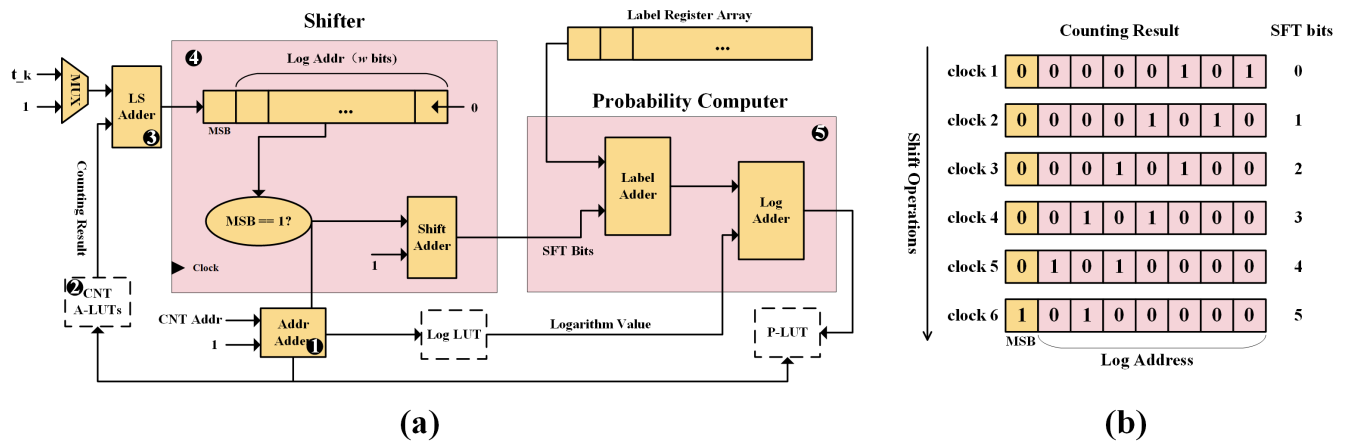 Shifter
4
Log Addr (w bits)
t_k
1
MUX
LS
Adder
3
...
0
MSB
Counting Result
MSB == 1?
Shift
Adder
1
Clock
SFT Bits
2
CNT
A-LUTs
CNT Addr
1
Addr
Adder
1
Log LUT
Logarithm Value
P-LUT
Label Register Array
...
Probability Computer
5
Label
Adder
Log
Adder
(a)
Counting Result SFT bits
Shift Operations
clock 1 0 0 0 0 0 1 0 1 0
clock 2 0 0 0 0 1 0 1 0 1
clock 3 0 0 0 1 0 1 0 0 2
clock 4 0 0 1 0 1 0 0 0 3
clock 5 0 1 0 1 0 0 0 0 4
clock 6 1 0 1 0 0 0 0 0 5
MSB
Log Address
(b)